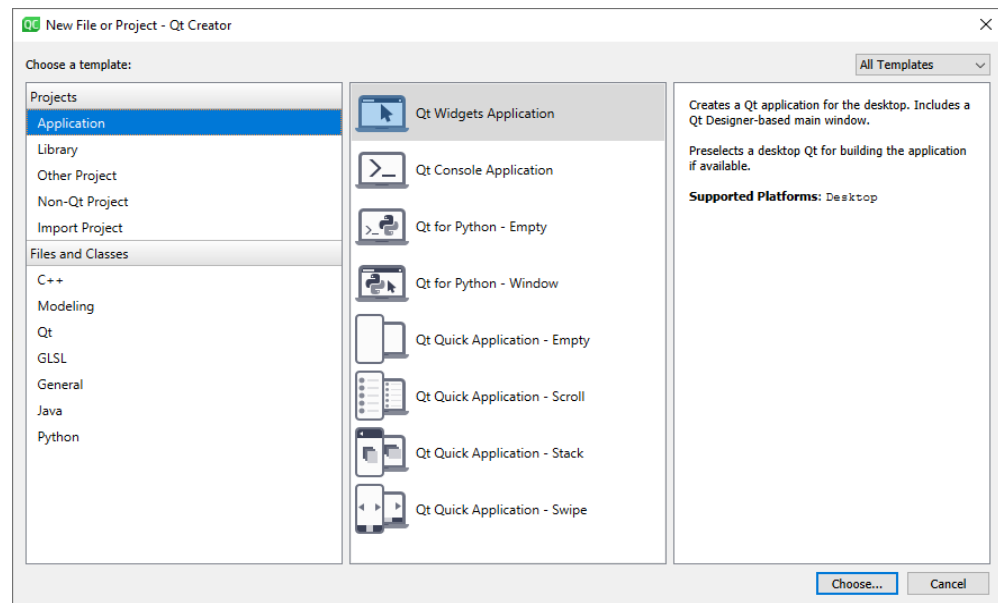 QC New File or Project - Qt Creator
Choose a template:
All Templates
Projects
Application
Library
Other Project
Non-Qt Project
Import Project
Files and Classes
C++
Modeling
Qt
GLSL
General
Java
Python
Qt Widgets Application
Qt Console Application
Qt for Python - Empty
Qt for Python - Window
Qt Quick Application - Empty
Qt Quick Application - Scroll
Qt Quick Application - Stack
Qt Quick Application - Swipe
Creates a Qt application for the desktop. Includes a
Qt Designer-based main window.
Preselects a desktop Qt for building the application
if available.
Supported Platforms: Desktop
Choose...
Cancel